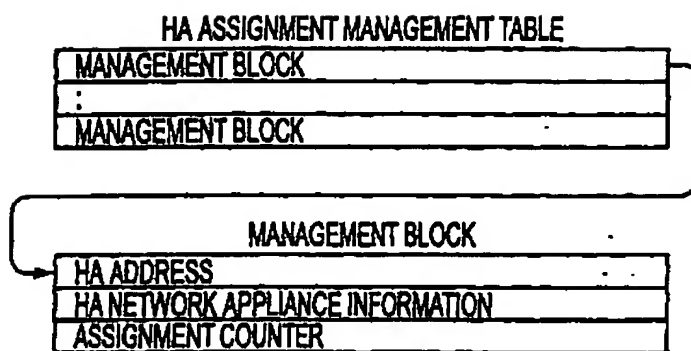 HA ASSIGNMENT MANAGEMENT TABLE
MANAGEMENT BLOCK
:
MANAGEMENT BLOCK
MANAGEMENT BLOCK
HA ADDRESS
HA NETWORK APPLIANCE INFORMATION
ASSIGNMENT COUNTER